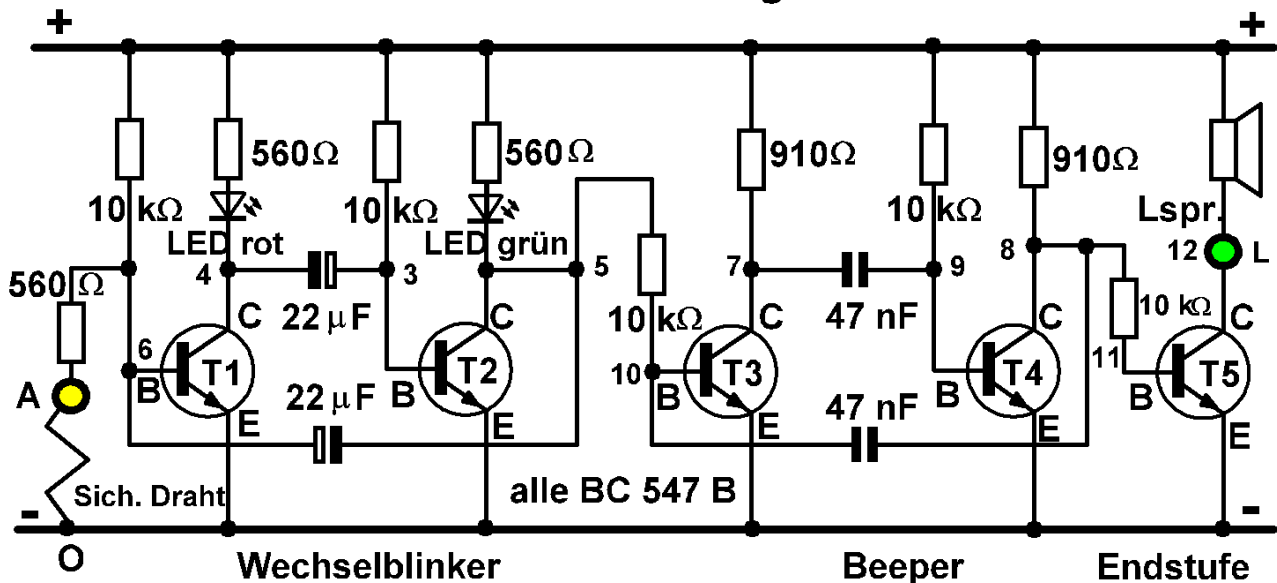 + +
560Ω 560Ω 910Ω 910Ω
10 kΩ 10 kΩ 10 kΩ
LED rot LED grün Lspr.
4 3 5 7 9 8 12 L
560 Ω
22 µF 10 kΩ 47 nF 10 kΩ
C C C C C
6 10 11
T1 T2 T3 T4 T5
A B B B B B
22 µF 47 nF
E E E E E
Sich. Draht alle BC 547 B
- -
O Wechselblinker Beeper Endstufe